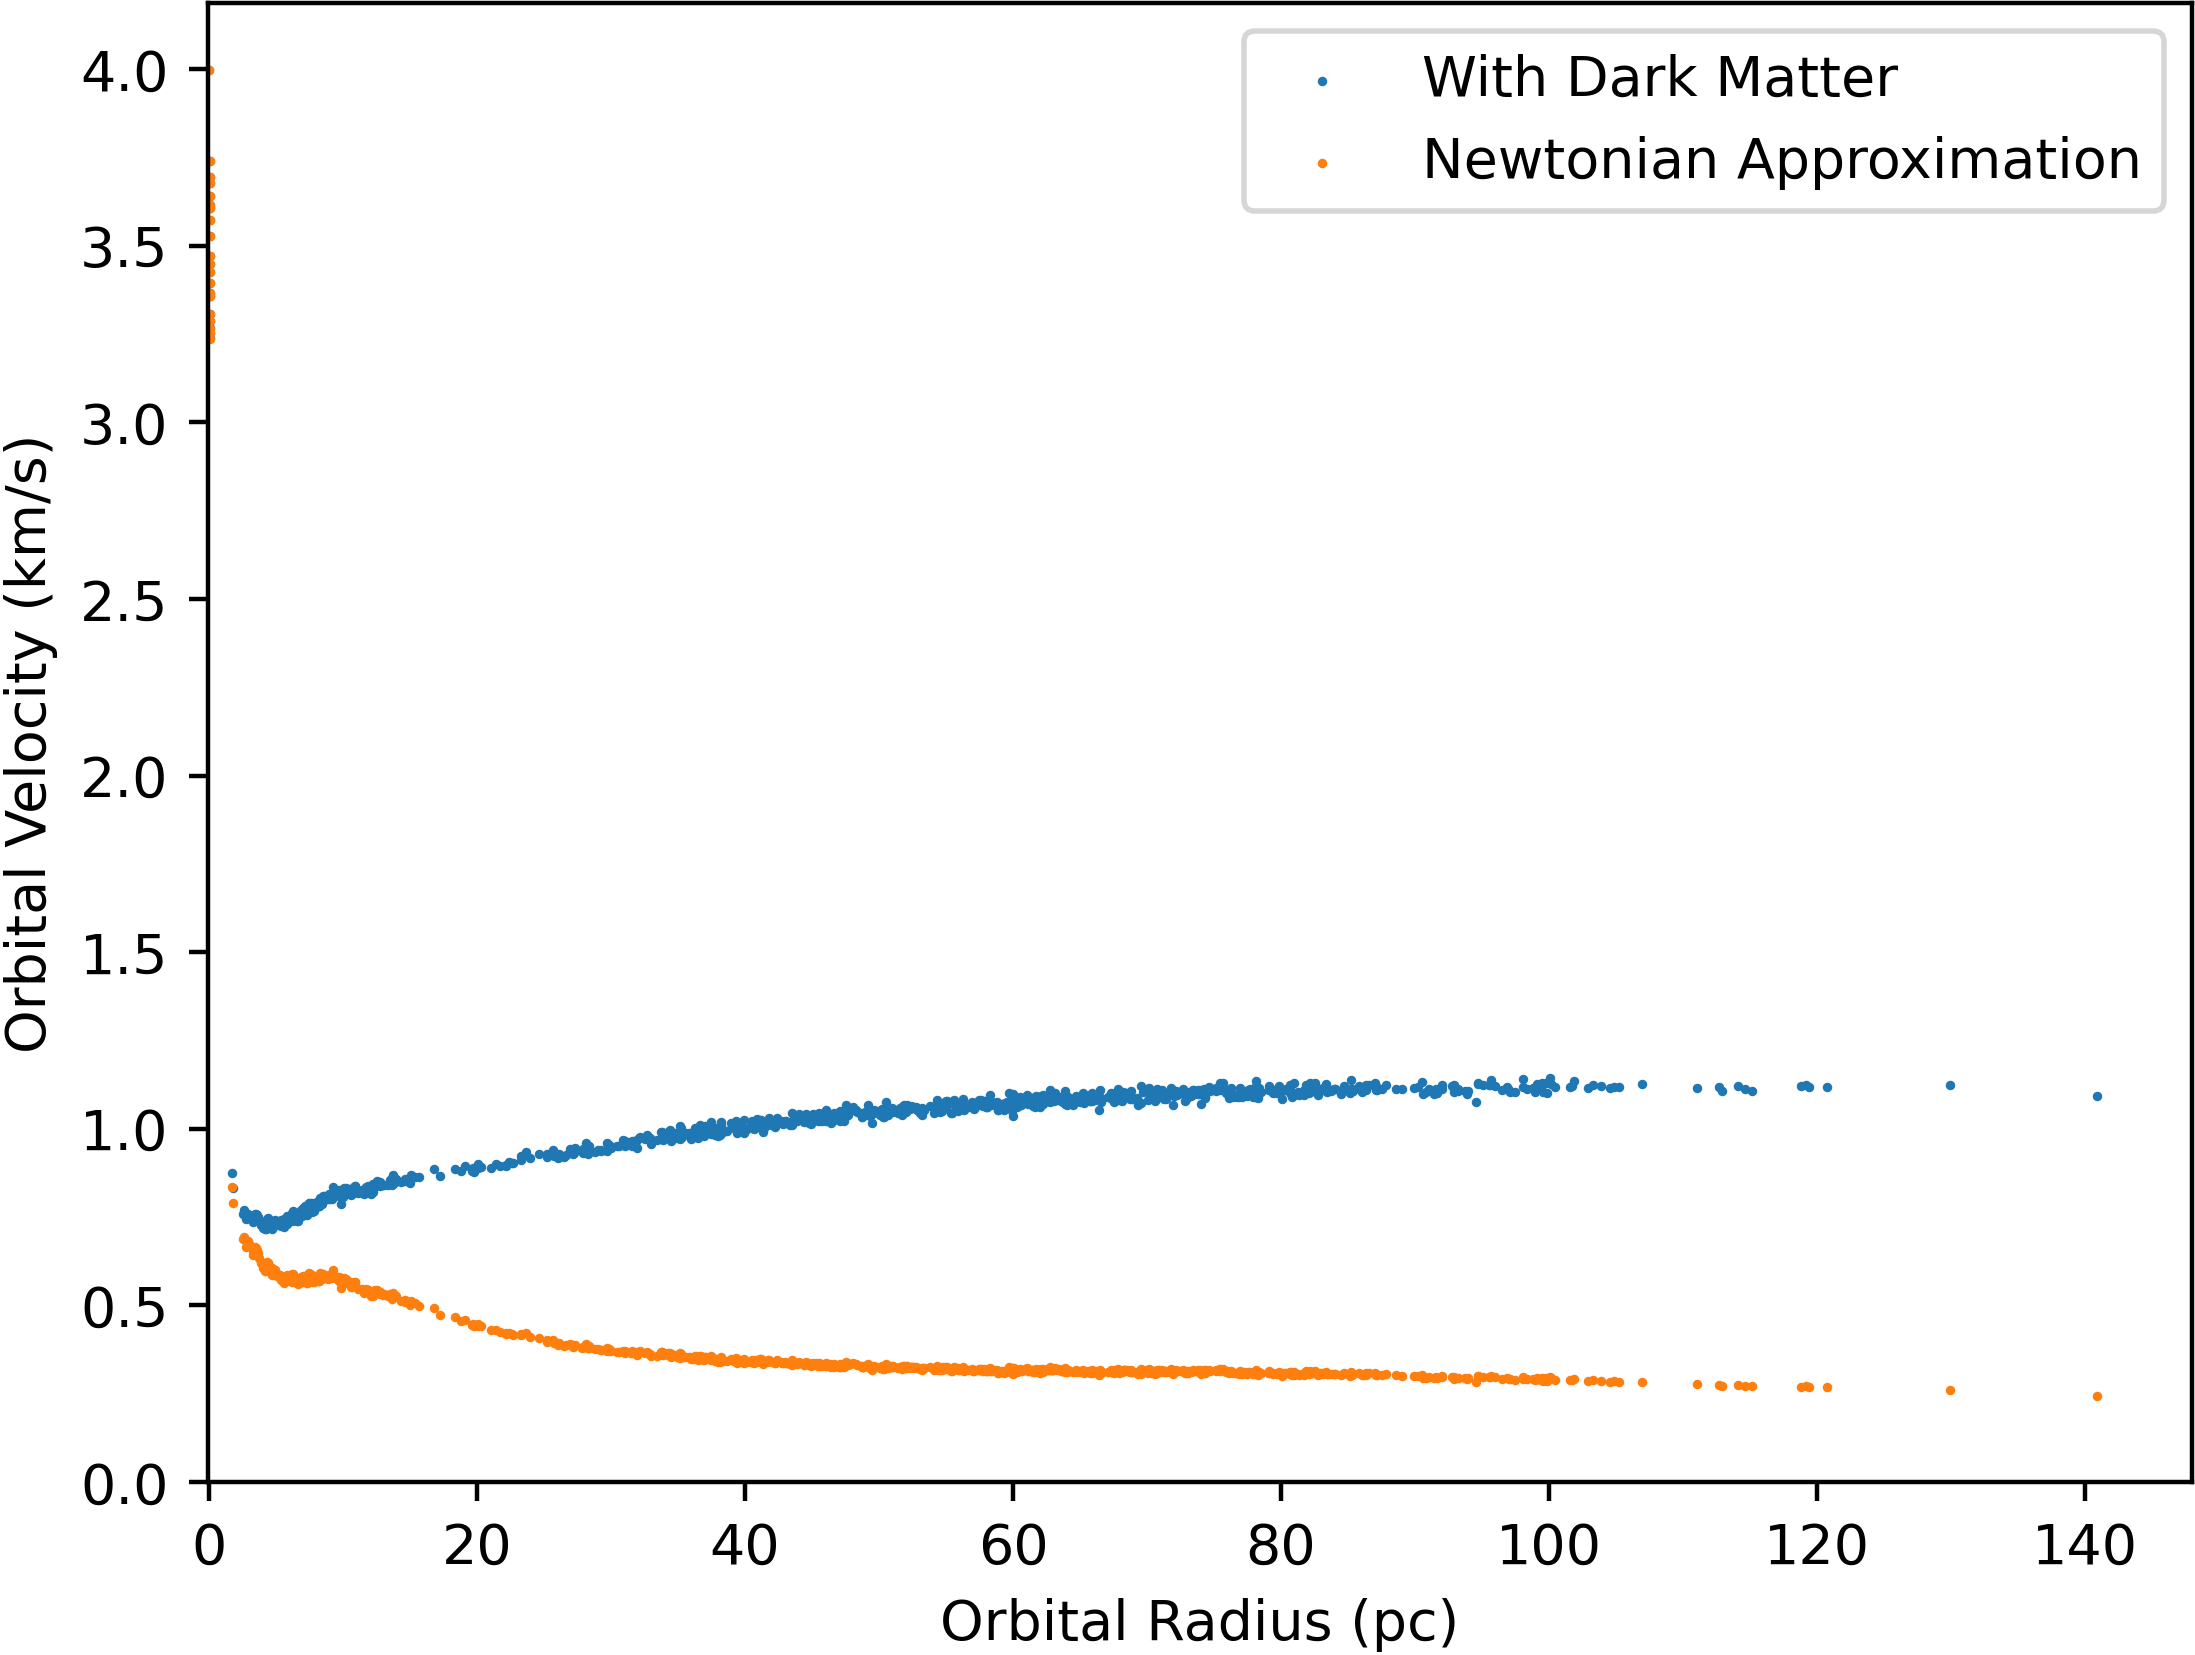 With Dark Matter
Newtonian Approximation
4.0
3.5
3.0
2.5
2.0
1.5
1.0
0.5
0.0
Orbital Velocity (km/s)
0 20 40 60 80 100 120 140
Orbital Radius (pc)